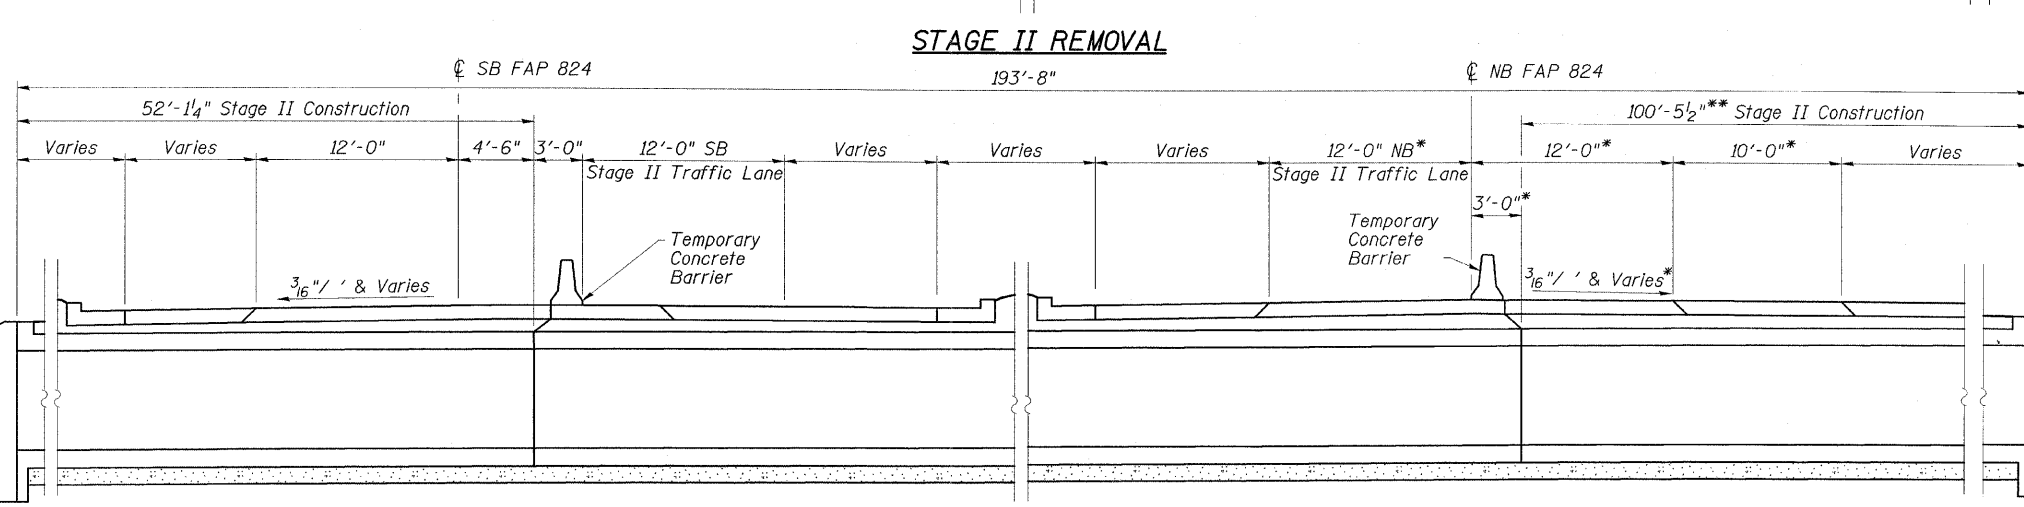 STAGE II REMOVAL
℄ SB FAP 824
193'-8"
℄ NB FAP 824
52'-1¼" Stage II Construction
100'-5½"** Stage II Construction
Varies
Varies
12'-0"
4'-6"
3'-0"
12'-0" SB
Stage II Traffic Lane
Varies
Varies
Varies
12'-0" NB*
Stage II Traffic Lane
12'-0"*
10'-0"*
Varies
3'-0"*
Temporary
Concrete
Barrier
Temporary
Concrete
Barrier
3/16"/ ' & Varies
3/16"/ ' & Varies*